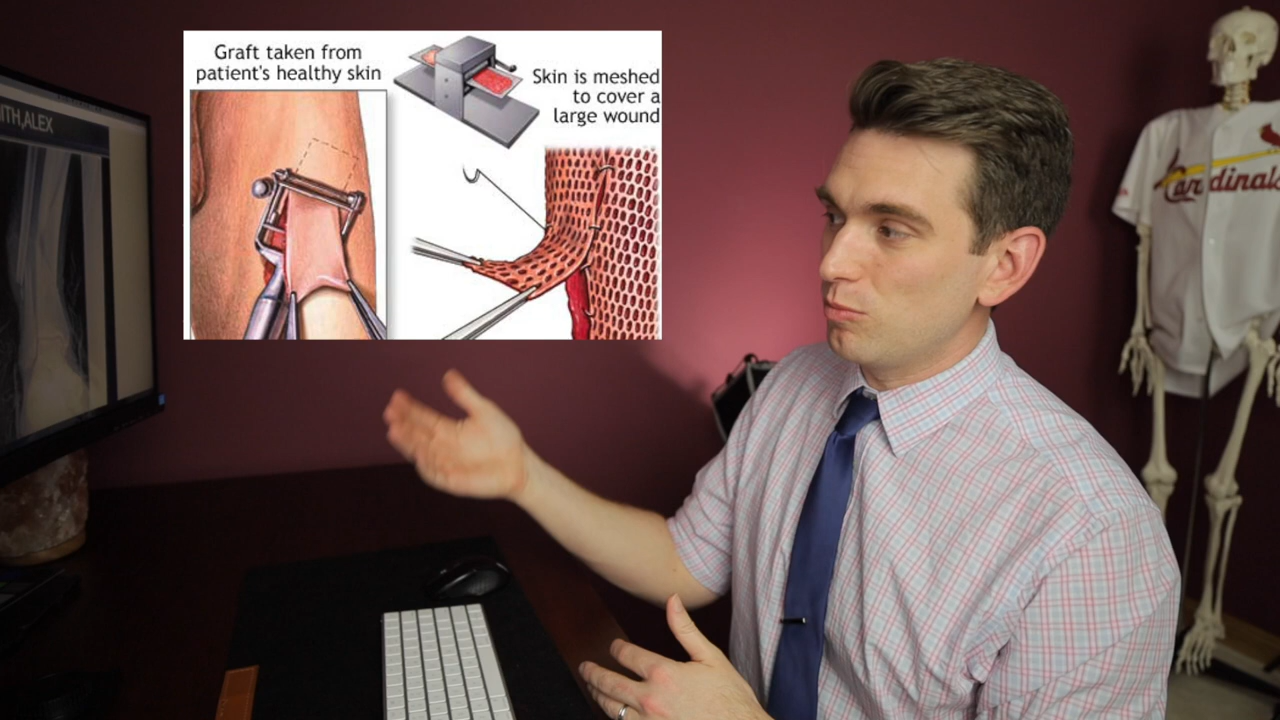 Graft taken from
patient's healthy skin
Skin is meshed
to cover a
large wound
ITH,ALEX
Cardinals